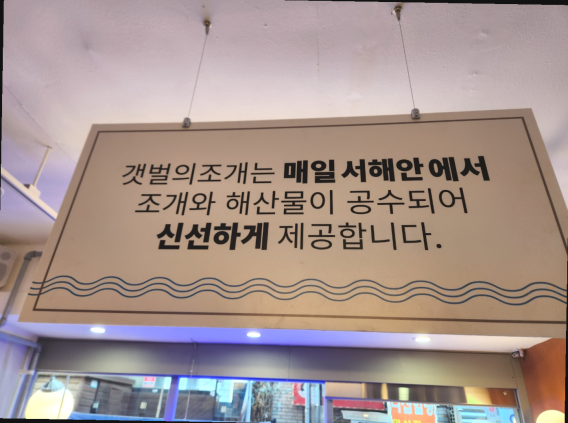 갯벌의조개는 매일 서해안에서
조개와 해산물이 공수되어
신선하게 제공합니다.